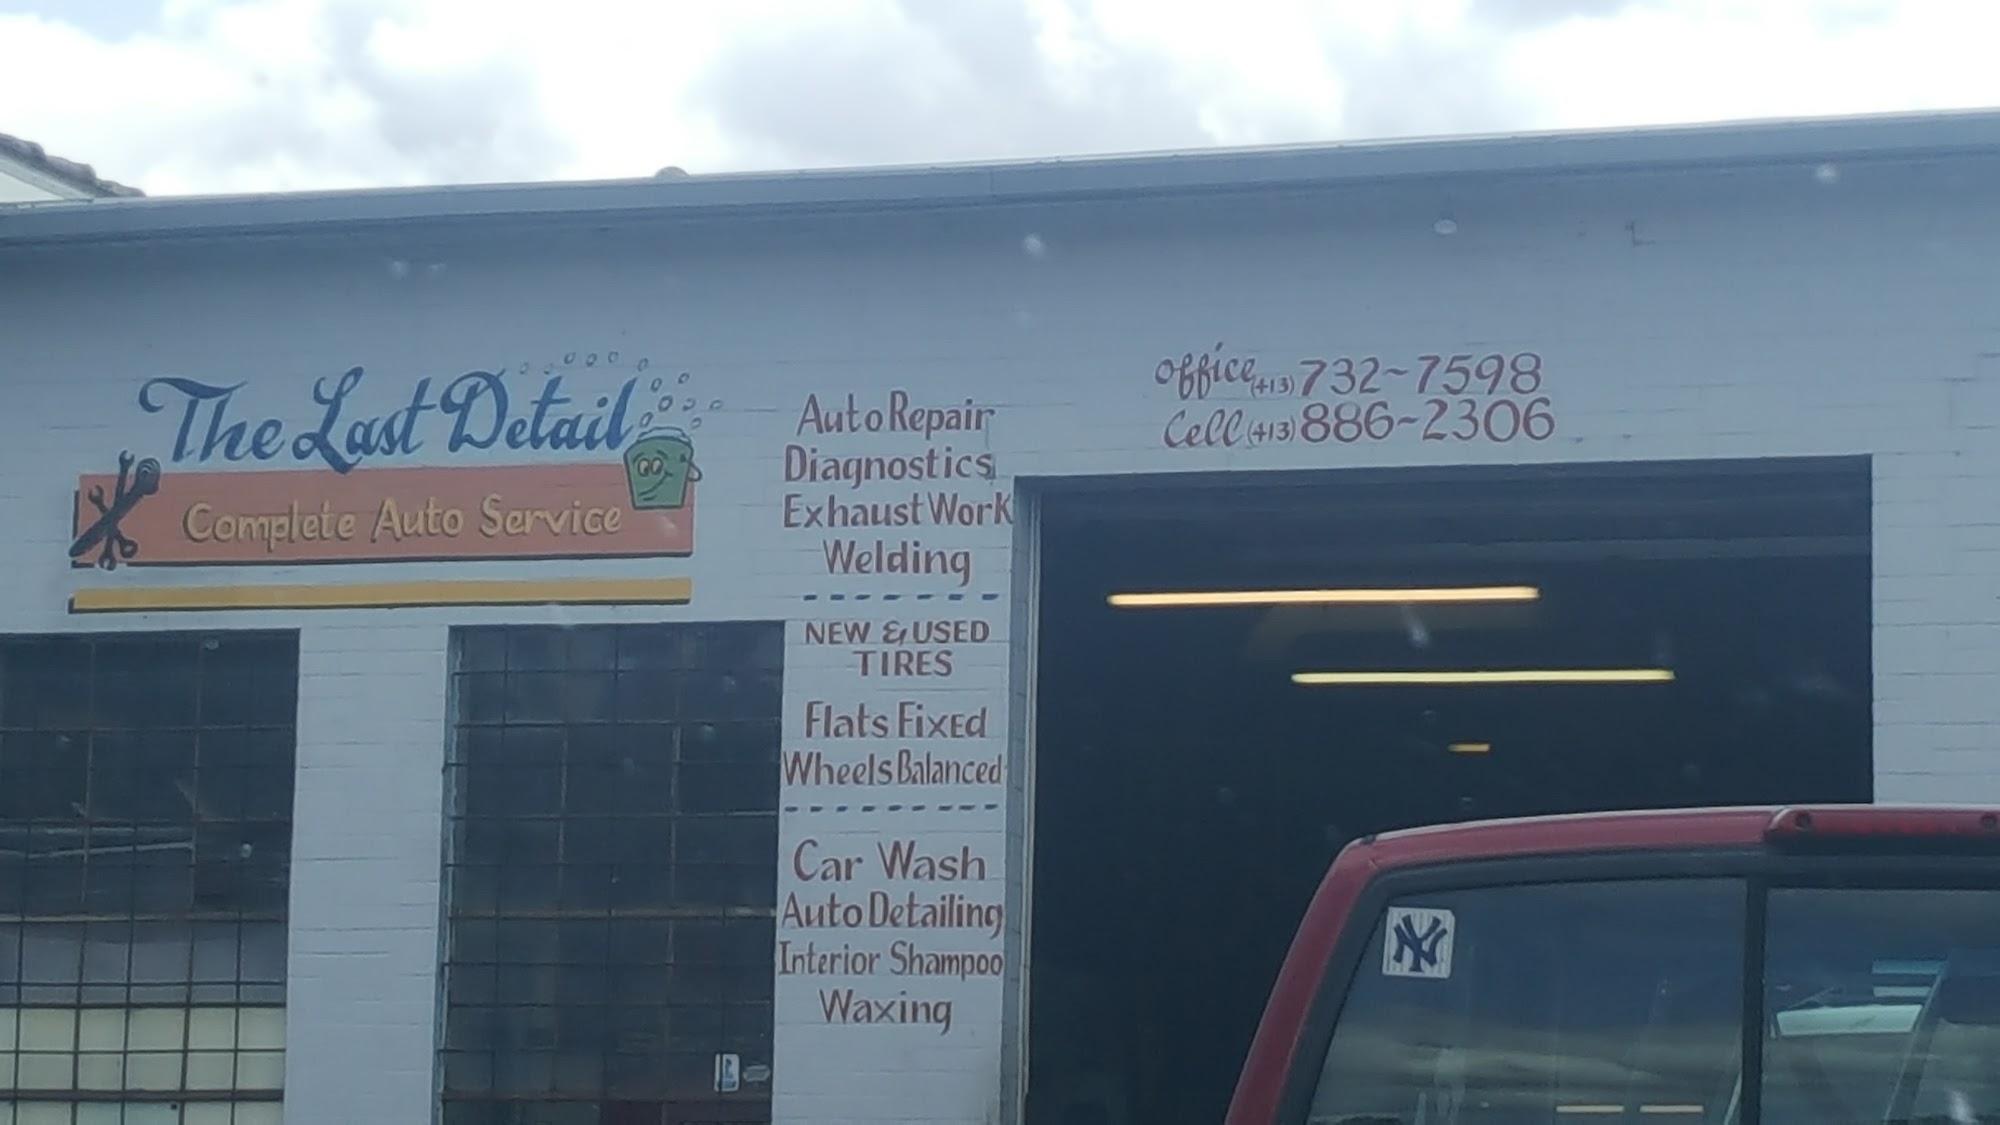 The Last Detail
Complete Auto Service
Auto Repair
Diagnostics
Exhaust Work
Welding
NEW & USED
TIRES
Flats FixEd
Wheels Balanced
Car Wash
Auto Detailing
Interior Shampoo
Waxing
Office (413) 732~7598
Cell (413) 886~2306
NY